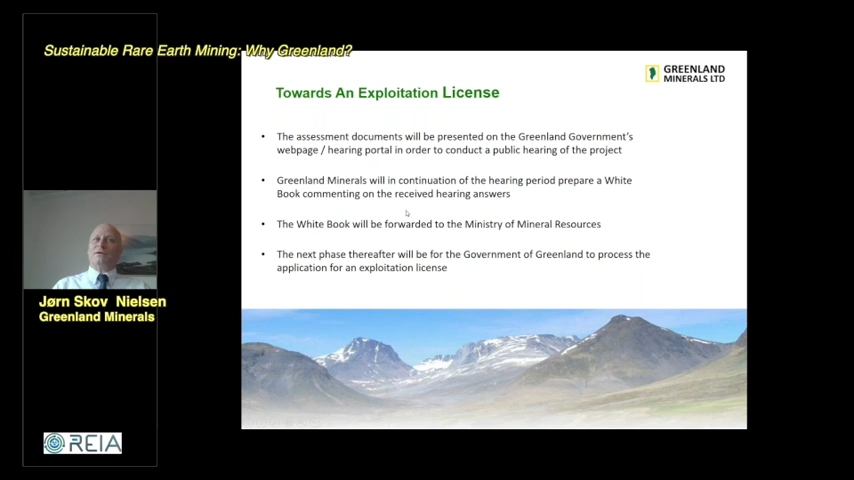 Sustainable Rare Earth Mining: Why Greenland?
GREENLAND
MINERALS LTD
Towards An Exploitation License
• The assessment documents will be presented on the Greenland Government's
webpage / hearing portal in order to conduct a public hearing of the project
• Greenland Minerals will in continuation of the hearing period prepare a White
Book commenting on the received hearing answers
• The White Book will be forwarded to the Ministry of Mineral Resources
• The next phase thereafter will be for the Government of Greenland to process the
application for an exploitation license
Jørn Skov Nielsen
Greenland Minerals
REIA